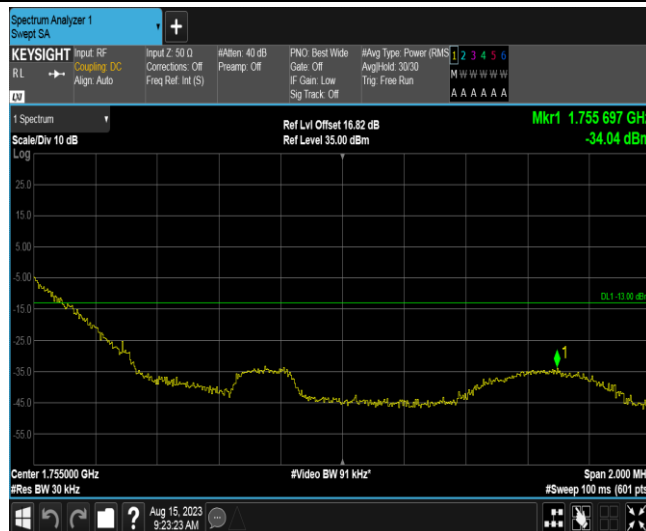 Spectrum Analyzer 1
Swept SA
+
KEYSIGHT
RL
LXI
Input: RF
Coupling: DC
Align: Auto
Input Z: 50 Ω
Corrections: Off
Freq Ref: Int (S)
#Atten: 40 dB
Preamp: Off
PNO: Best Wide
Gate: Off
IF Gain: Low
Sig Track: Off
#Avg Type: Power (RMS
Avg|Hold: 30/30
Trig: Free Run
1 2 3 4 5 6
M W W W W W
A A A A A A
1 Spectrum
Scale/Div 10 dB
Ref Lvl Offset 16.82 dB
Ref Level 35.00 dBm
Mkr1 1.755 697 GHz
-34.04 dBm
Log
25.0
15.0
5.00
-5.00
-15.0
-25.0
-35.0
-45.0
-55.0
DL1 -13.00 dBm
1
Center 1.755000 GHz
#Res BW 30 kHz
#Video BW 91 kHz*
Span 2.000 MH
#Sweep 100 ms (601 pts
?
Aug 15, 2023
9:23:23 AM